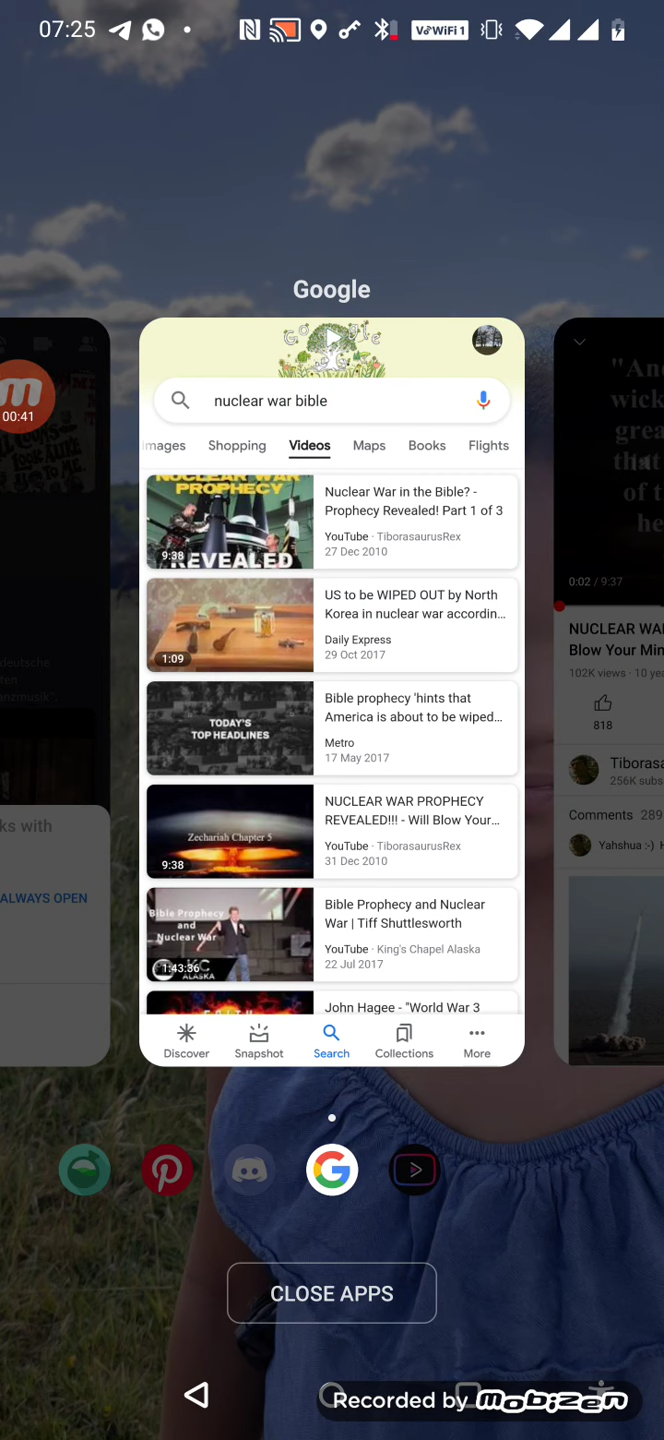 07:25
VoWiFi 1
Google
00:41
Google
nuclear war bible
Images Shopping Videos Maps Books Flights
NUCLEAR WAR
PROPHECY
REVEALED
9:38
Nuclear War in the Bible? -
Prophecy Revealed! Part 1 of 3
YouTube · TiborasaurusRex
27 Dec 2010
1:09
US to be WIPED OUT by North
Korea in nuclear war accordin...
Daily Express
29 Oct 2017
TODAY'S
TOP HEADLINES
Bible prophecy 'hints that
America is about to be wiped...
Metro
17 May 2017
Zechariah Chapter 5
9:38
NUCLEAR WAR PROPHECY
REVEALED!!! - Will Blow Your...
YouTube · TiborasaurusRex
31 Dec 2010
Bible Prophecy
and
Nuclear War
KC
ALASKA
1:43:36
Bible Prophecy and Nuclear
War | Tiff Shuttlesworth
YouTube · King's Chapel Alaska
22 Jul 2017
John Hagee - "World War 3
Discover Snapshot Search Collections More
deutsche
ten
anzmusik".
ks with
ALWAYS OPEN
"An
wick
grea
tha
of t
he
0:02 / 9:37
NUCLEAR WA
Blow Your Min
102K views · 10 yea
818
Tiboras
256K subs
Comments 289
Yahshua :-) H
CLOSE APPS
Recorded by mobizen